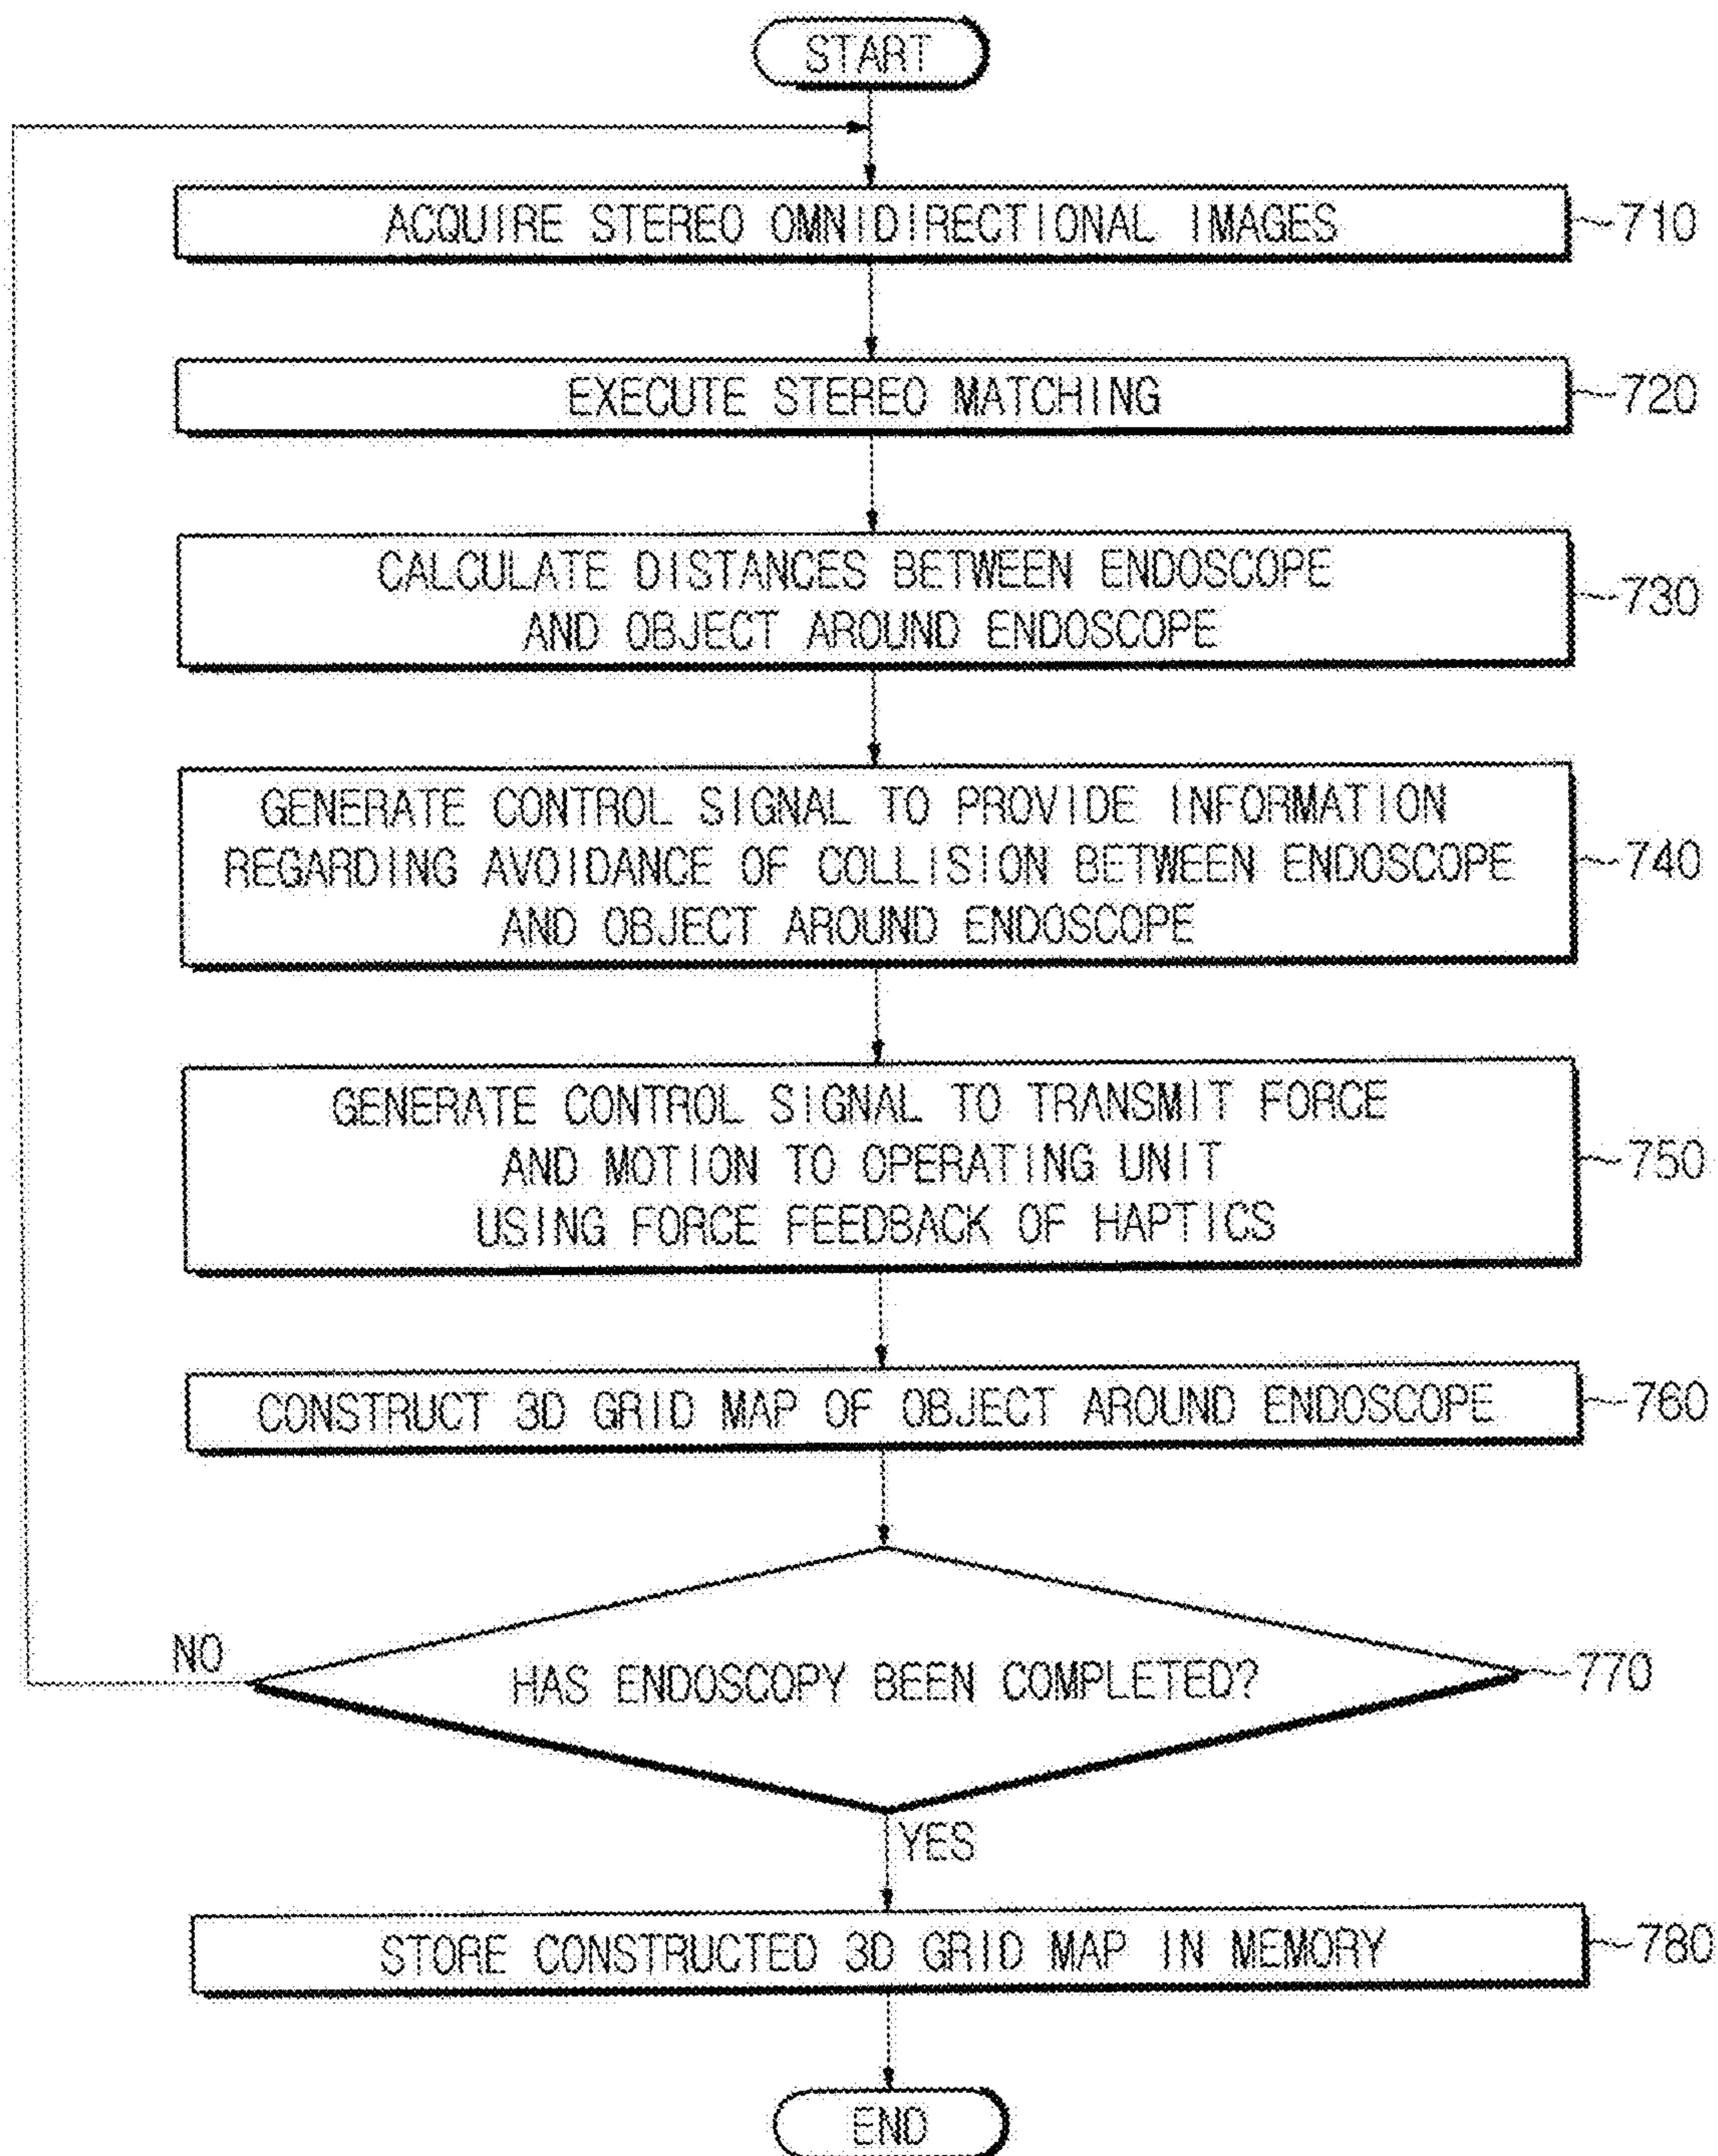 START
ACQUIRE STEREO OMNIDIRECTIONAL IMAGES
710
EXECUTE STEREO MATCHING
720
CALCULATE DISTANCES BETWEEN ENDOSCOPE
AND OBJECT AROUND ENDOSCOPE
730
GENERATE CONTROL SIGNAL TO PROVIDE INFORMATION
REGARDING AVOIDANCE OF COLLISION BETWEEN ENDOSCOPE
AND OBJECT AROUND ENDOSCOPE
740
GENERATE CONTROL SIGNAL TO TRANSMIT FORCE
AND MOTION TO OPERATING UNIT
USING FORCE FEEDBACK OF HAPTICS
750
CONSTRUCT 3D GRID MAP OF OBJECT AROUND ENDOSCOPE
760
NO
HAS ENDOSCOPY BEEN COMPLETED?
770
YES
STORE CONSTRUCTED 3D GRID MAP IN MEMORY
780
END